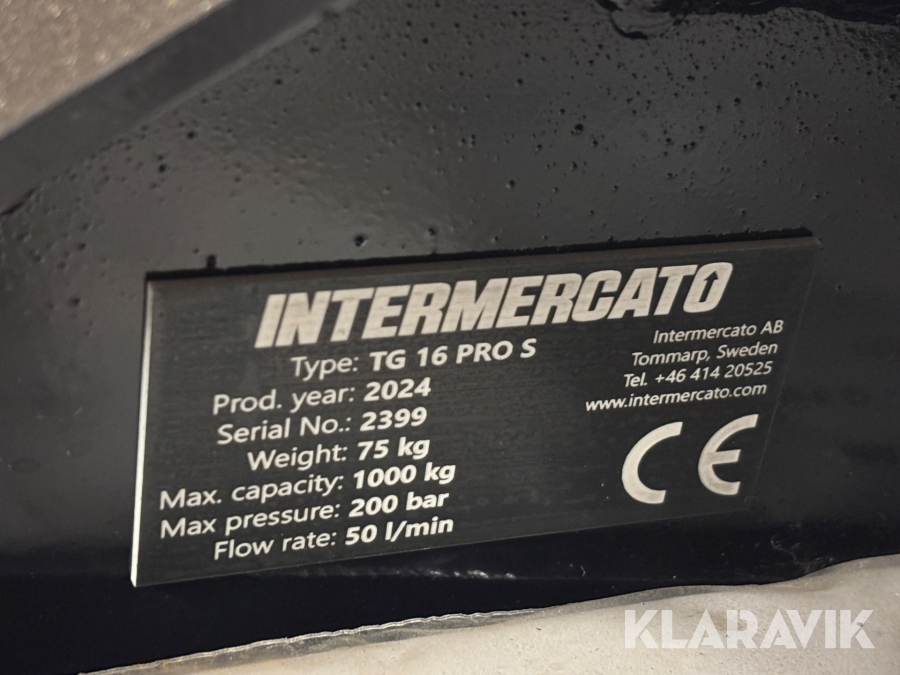 INTERMERCATO
Type: TG 16 PRO S
Prod. year: 2024
Serial No.: 2399
Weight: 75 kg
Max. capacity: 1000 kg
Max pressure: 200 bar
Flow rate: 50 l/min
Intermercato AB
Tommarp, Sweden
Tel. +46 414 20525
www.intermercato.com
CE
KLARAVIK